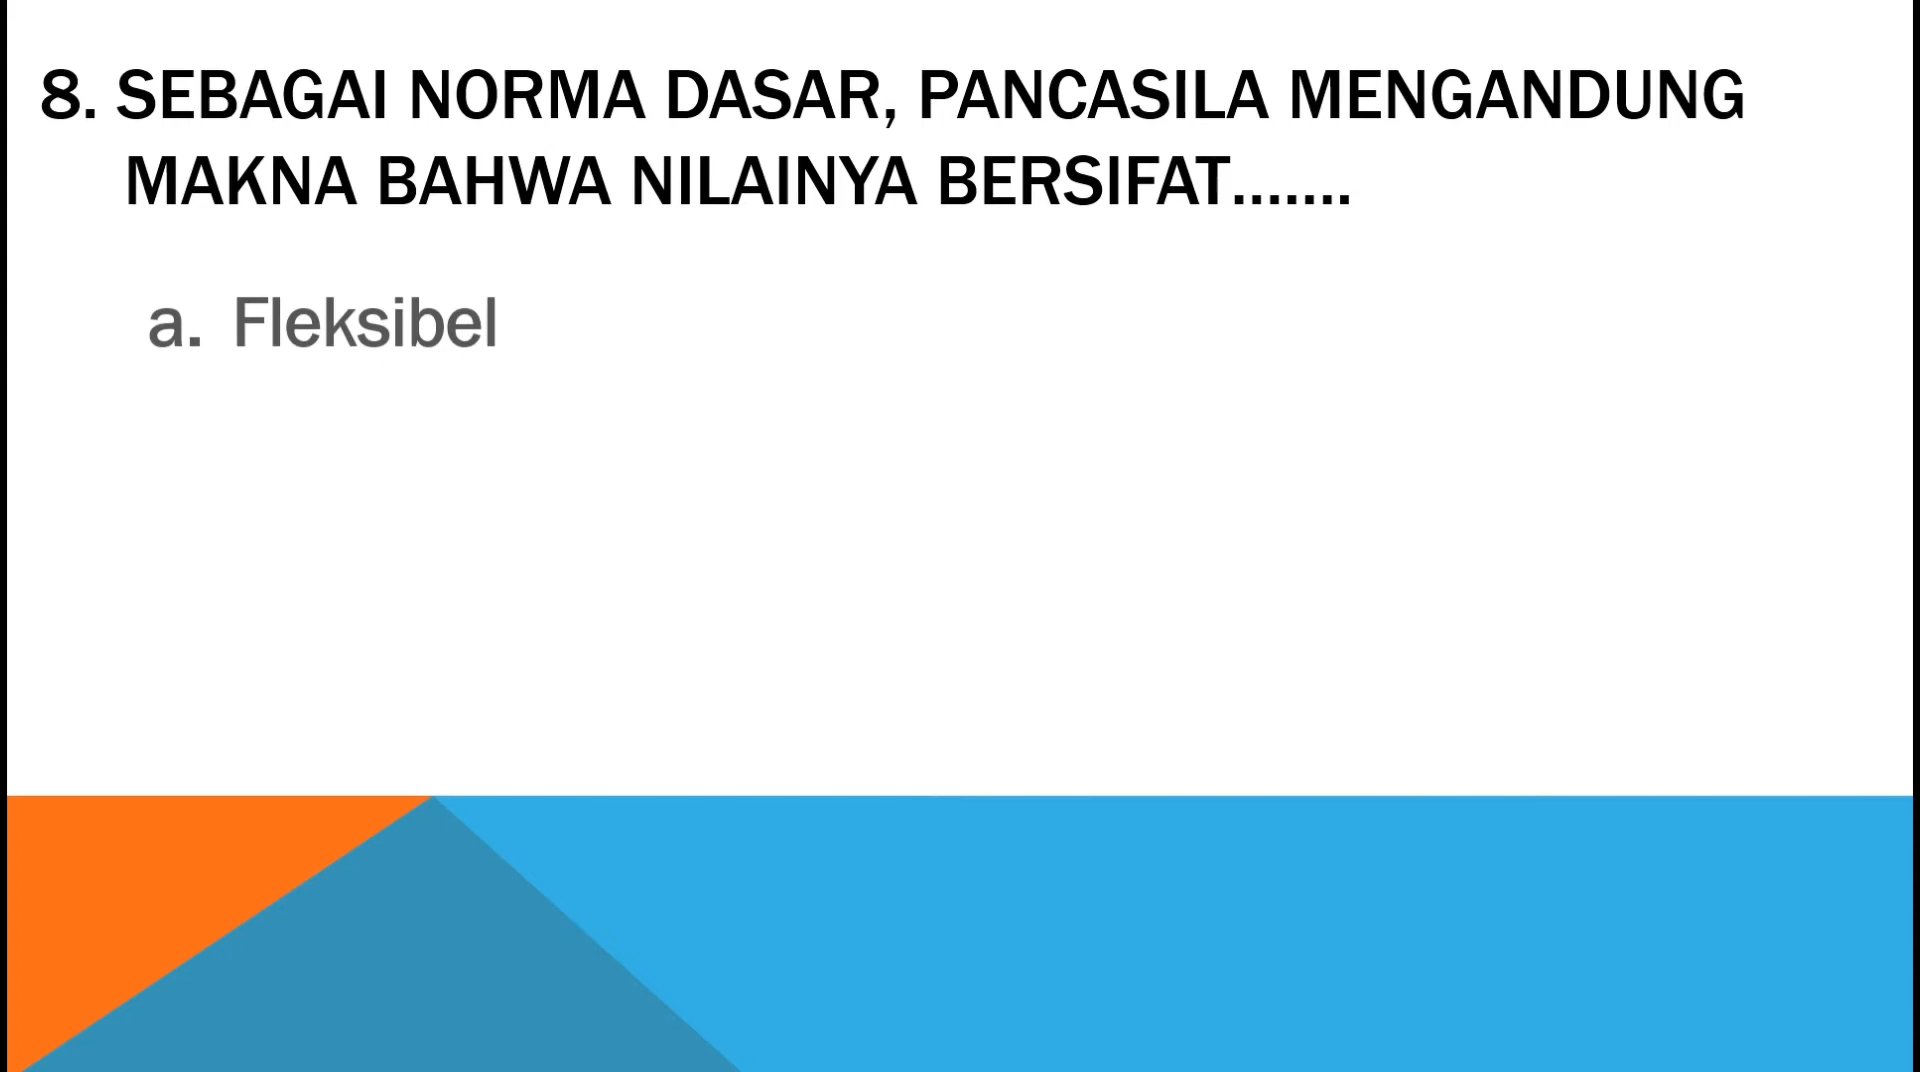 8. SEBAGAI NORMA DASAR, PANCASILA MENGANDUNG
MAKNA BAHWA NILAINYA BERSIFAT.......
a. Fleksibel